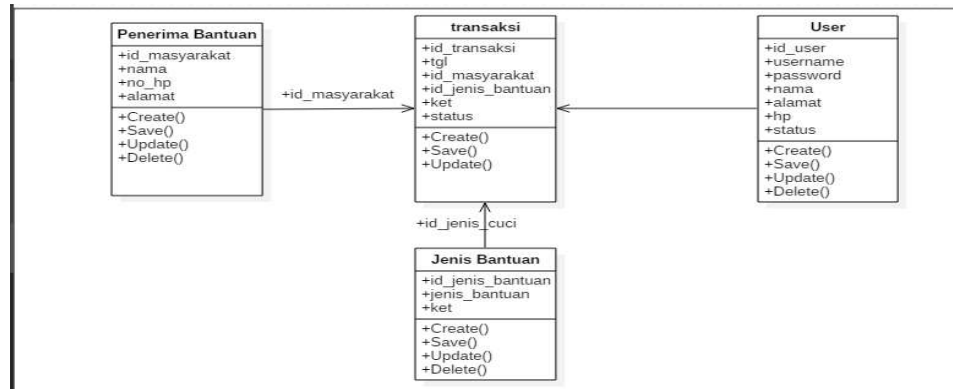 Penerima Bantuan
+id_masyarakat
+nama
+no_hp
+alamat
+Create()
+Save()
+Update()
+Delete()
+id_masyarakat
transaksi
+id_transaksi
+tgl
+id_masyarakat
+id_jenis_bantuan
+ket
+status
+Create()
+Save()
+Update()
User
+id_user
+username
+password
+nama
+alamat
+hp
+status
+Create()
+Save()
+Update()
+Delete()
+id_jenis_cuci
Jenis Bantuan
+id_jenis_bantuan
+jenis_bantuan
+ket
+Create()
+Save()
+Update()
+Delete()